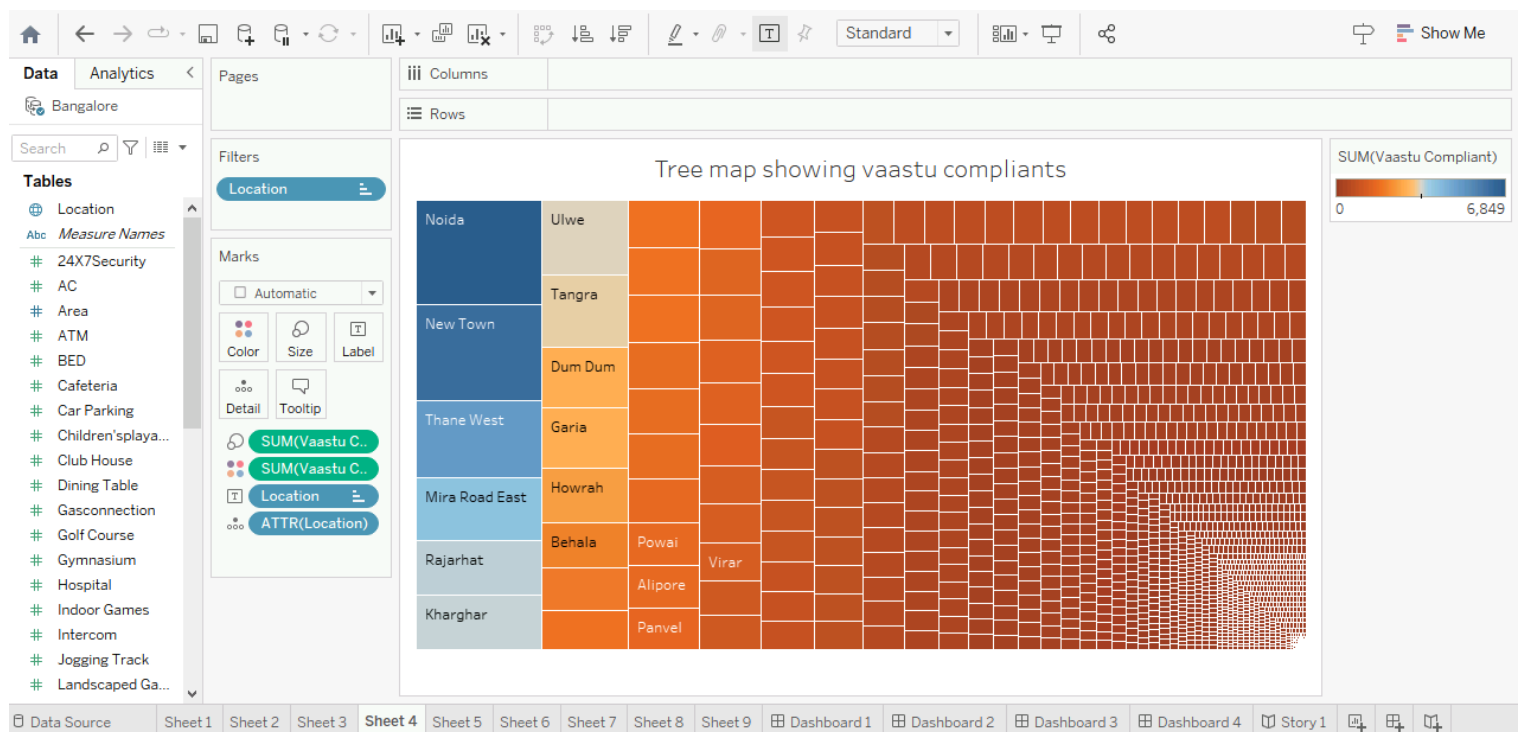 Standard
Show Me
Data
Analytics
Pages
Columns
Bangalore
Rows
Search
Filters
Location
Tables
Location
Abc
Measure Names
24X7Security
AC
Area
ATM
BED
Cafeteria
Car Parking
Children'splaya...
Club House
Dining Table
Gasconnection
Golf Course
Gymnasium
Hospital
Indoor Games
Intercom
Jogging Track
Landscaped Ga...
Marks
Automatic
Color
Size
Label
Detail
Tooltip
SUM(Vaastu C..
SUM(Vaastu C..
Location
ATTR(Location)
Tree map showing vaastu compliants
Noida
New Town
Thane West
Mira Road East
Rajarhat
Kharghar
Ulwe
Tangra
Dum Dum
Garia
Howrah
Behala
Powai
Alipore
Panvel
Virar
SUM(Vaastu Compliant)
0
6,849
Data Source
Sheet 1
Sheet 2
Sheet 3
Sheet 4
Sheet 5
Sheet 6
Sheet 7
Sheet 8
Sheet 9
Dashboard 1
Dashboard 2
Dashboard 3
Dashboard 4
Story 1